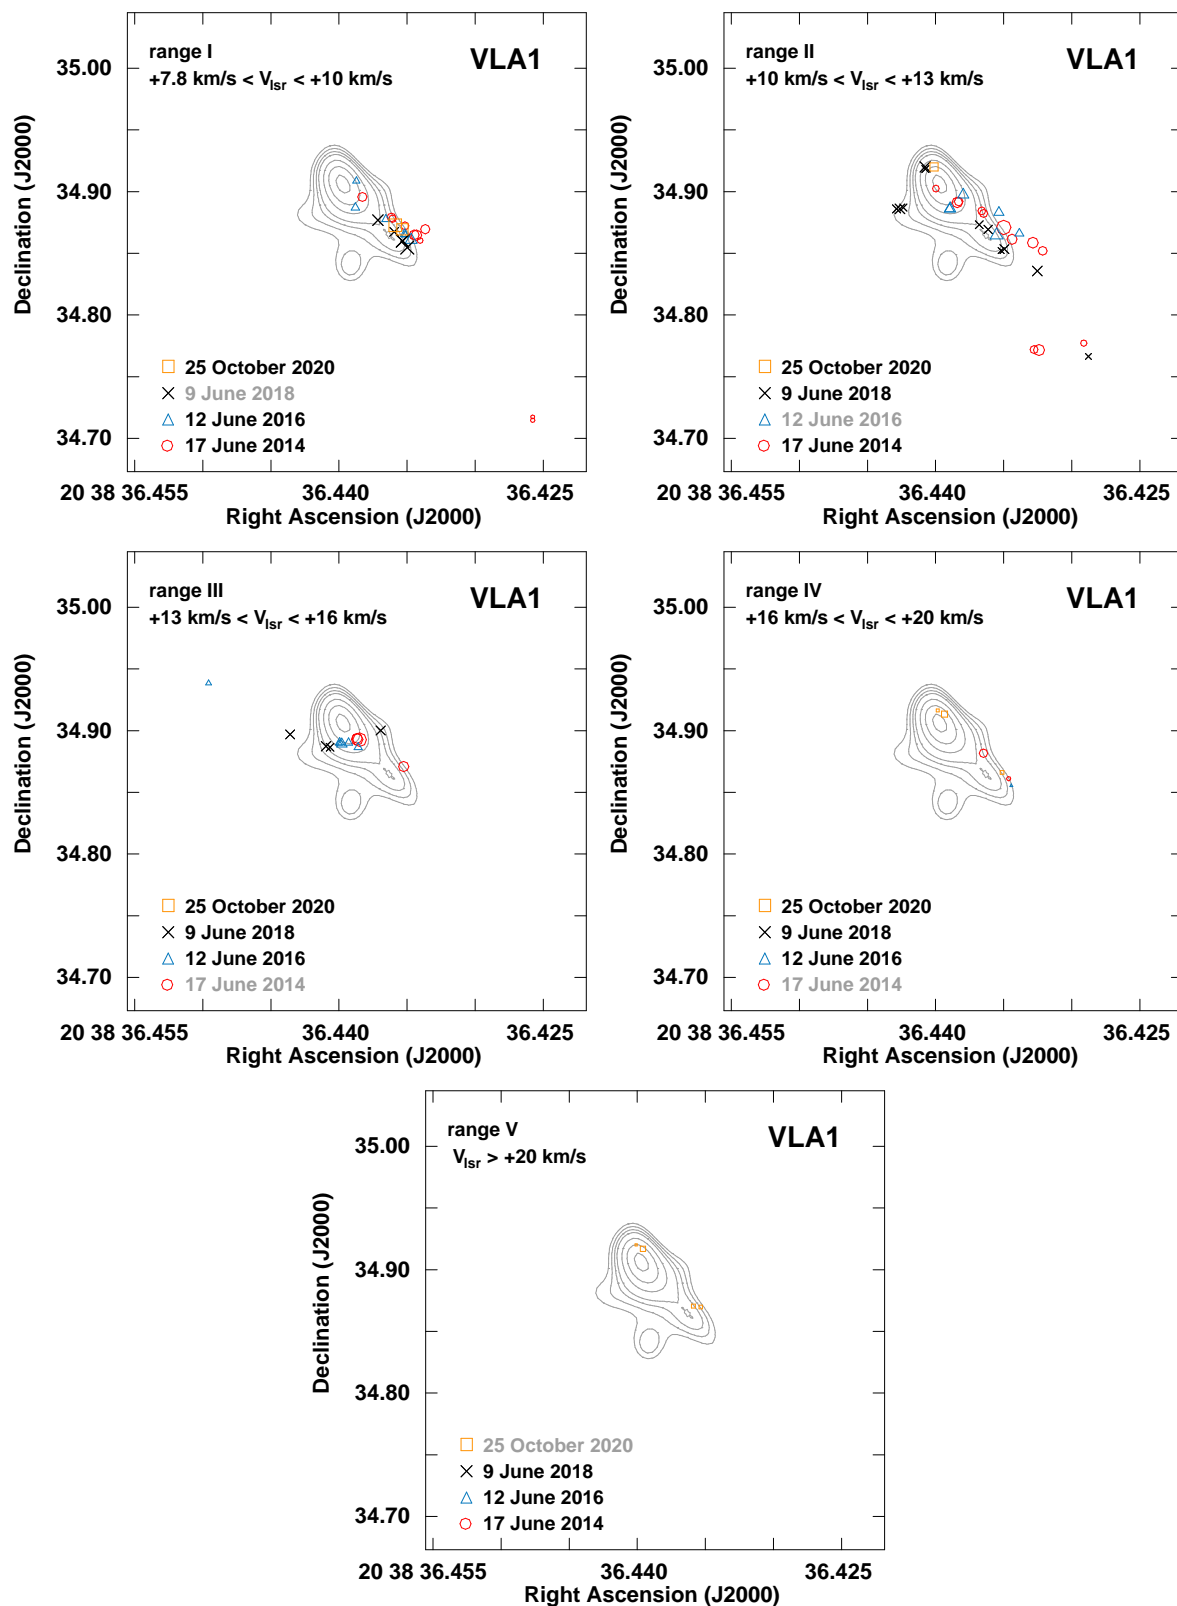 range I
VLA1
+7.8 km/s < Vlsr < +10 km/s
35.00
34.90
34.80
34.70
Declination (J2000)
25 October 2020
9 June 2018
12 June 2016
17 June 2014
20 38 36.455 36.440 36.425
Right Ascension (J2000)
range II
VLA1
+10 km/s < Vlsr < +13 km/s
35.00
34.90
34.80
34.70
Declination (J2000)
25 October 2020
9 June 2018
12 June 2016
17 June 2014
20 38 36.455 36.440 36.425
Right Ascension (J2000)
range III
VLA1
+13 km/s < Vlsr < +16 km/s
35.00
34.90
34.80
34.70
Declination (J2000)
25 October 2020
9 June 2018
12 June 2016
17 June 2014
20 38 36.455 36.440 36.425
Right Ascension (J2000)
range IV
VLA1
+16 km/s < Vlsr < +20 km/s
35.00
34.90
34.80
34.70
Declination (J2000)
25 October 2020
9 June 2018
12 June 2016
17 June 2014
20 38 36.455 36.440 36.425
Right Ascension (J2000)
range V
VLA1
Vlsr > +20 km/s
35.00
34.90
34.80
34.70
Declination (J2000)
25 October 2020
9 June 2018
12 June 2016
17 June 2014
20 38 36.455 36.440 36.425
Right Ascension (J2000)